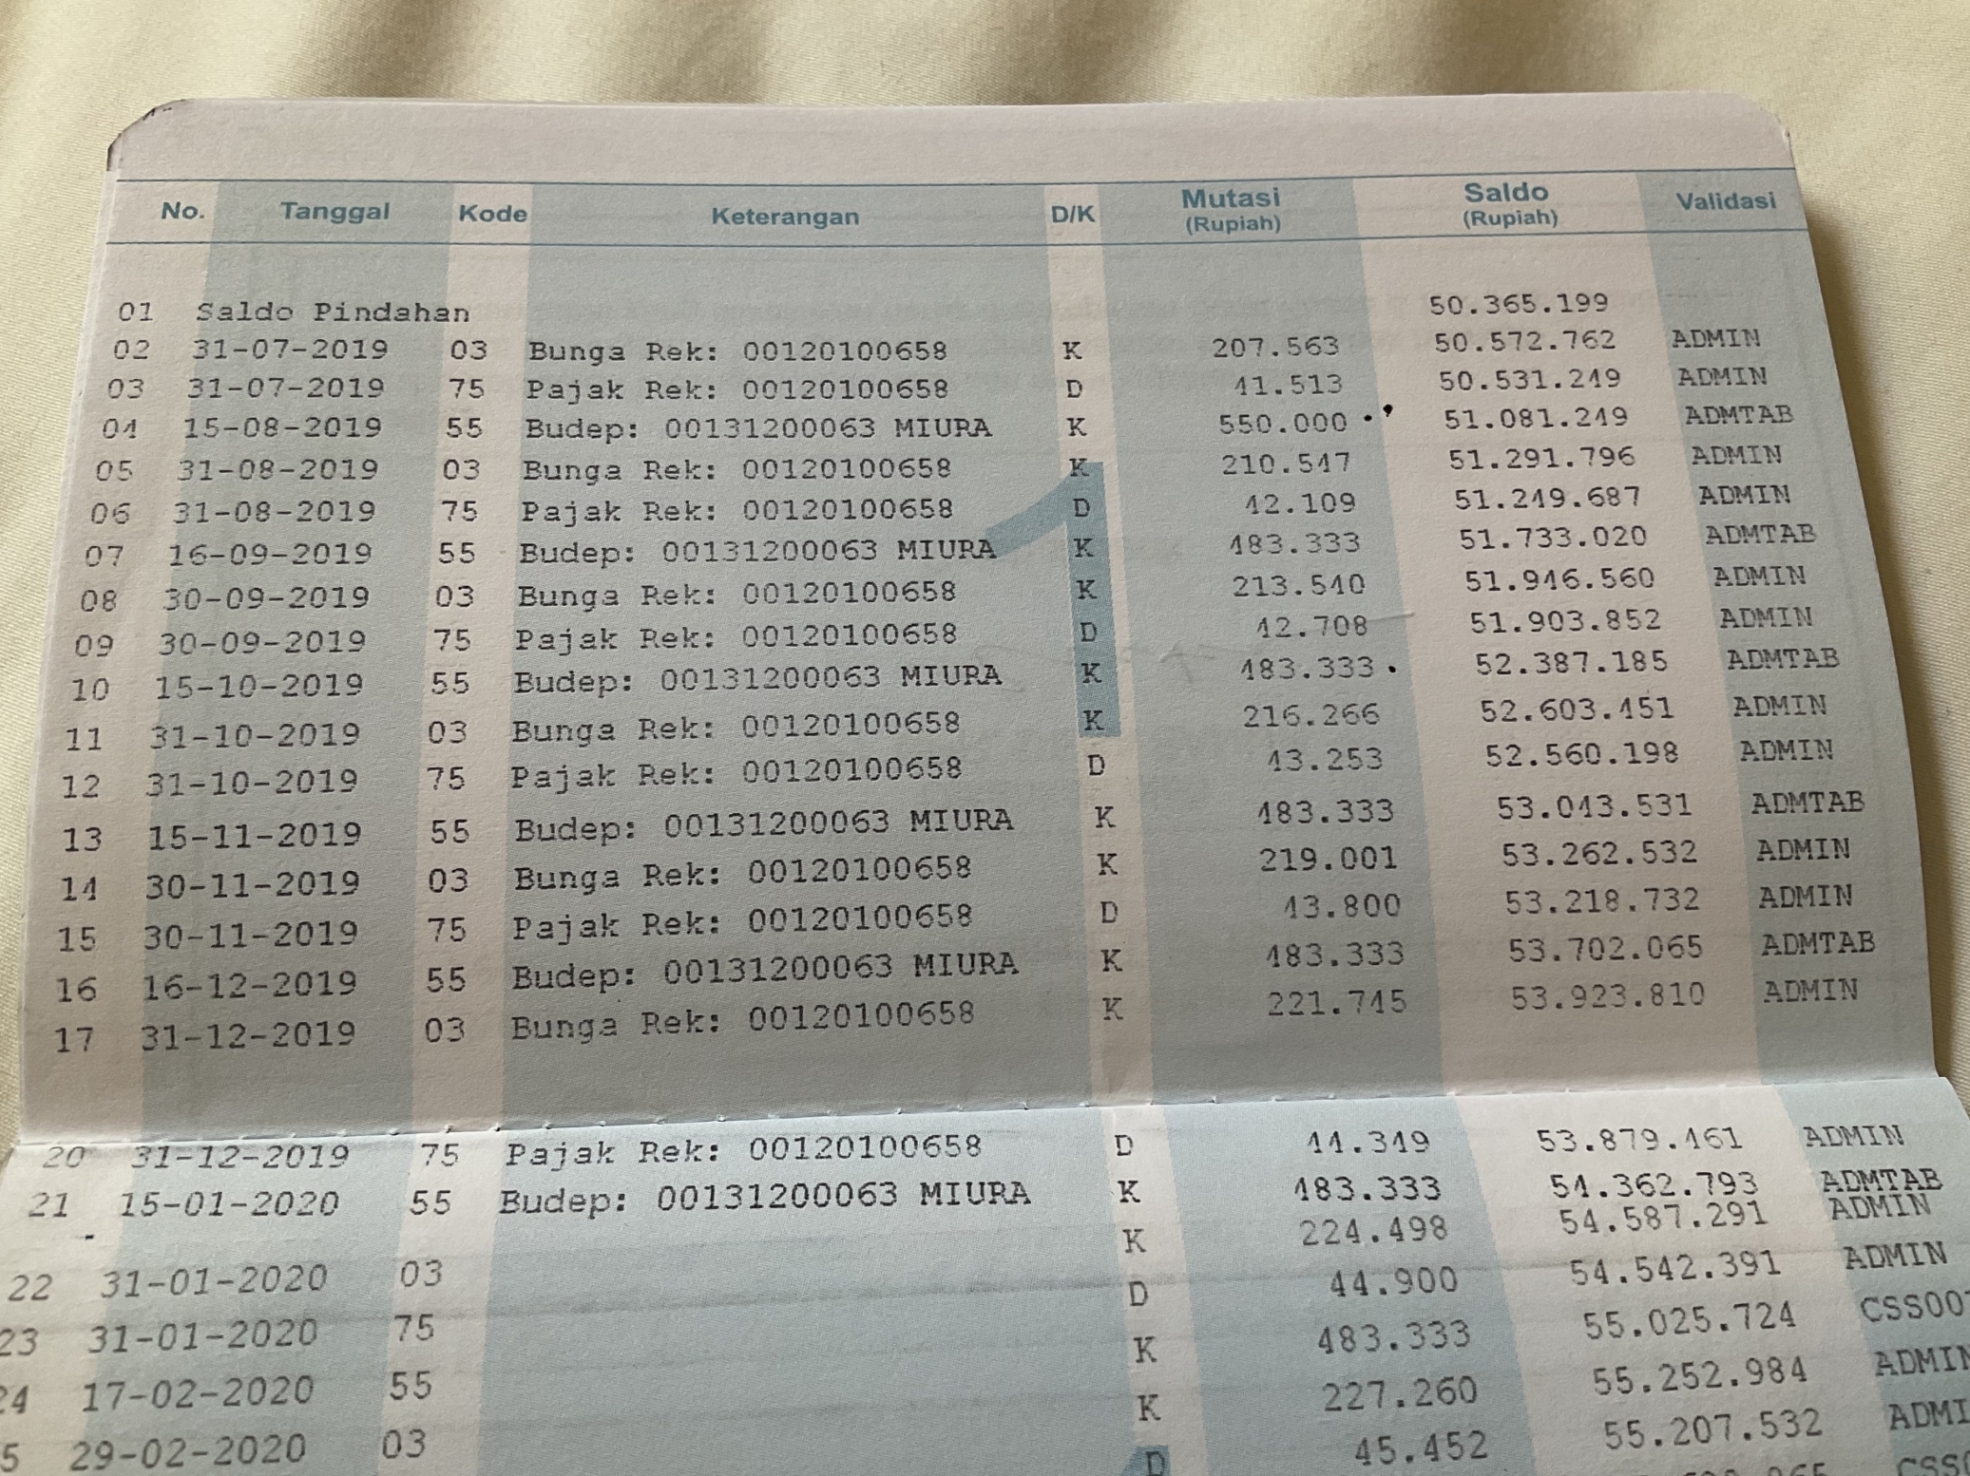 No. Tanggal Kode Keterangan D/K Mutasi (Rupiah) Saldo (Rupiah) Validasi
01 Saldo Pindahan 50.365.199
02 31-07-2019 03 Bunga Rek: 00120100658 K 207.563 50.572.762 ADMIN
03 31-07-2019 75 Pajak Rek: 00120100658 D 41.513 50.531.249 ADMIN
04 15-08-2019 55 Budep: 00131200063 MIURA K 550.000 51.081.249 ADMTAB
05 31-08-2019 03 Bunga Rek: 00120100658 K 210.547 51.291.796 ADMIN
06 31-08-2019 75 Pajak Rek: 00120100658 D 42.109 51.249.687 ADMIN
07 16-09-2019 55 Budep: 00131200063 MIURA K 483.333 51.733.020 ADMTAB
08 30-09-2019 03 Bunga Rek: 00120100658 K 213.540 51.946.560 ADMIN
09 30-09-2019 75 Pajak Rek: 00120100658 D 42.708 51.903.852 ADMIN
10 15-10-2019 55 Budep: 00131200063 MIURA K 483.333 52.387.185 ADMTAB
11 31-10-2019 03 Bunga Rek: 00120100658 K 216.266 52.603.451 ADMIN
12 31-10-2019 75 Pajak Rek: 00120100658 D 43.253 52.560.198 ADMIN
13 15-11-2019 55 Budep: 00131200063 MIURA K 483.333 53.043.531 ADMTAB
14 30-11-2019 03 Bunga Rek: 00120100658 K 219.001 53.262.532 ADMIN
15 30-11-2019 75 Pajak Rek: 00120100658 D 43.800 53.218.732 ADMIN
16 16-12-2019 55 Budep: 00131200063 MIURA K 483.333 53.702.065 ADMTAB
17 31-12-2019 03 Bunga Rek: 00120100658 K 221.745 53.923.810 ADMIN
20 31-12-2019 75 Pajak Rek: 00120100658 D 44.349 53.879.461 ADMIN
21 15-01-2020 55 Budep: 00131200063 MIURA K 483.333 54.362.793 ADMTAB
22 31-01-2020 03 K 224.498 54.587.291 ADMIN
23 31-01-2020 75 D 44.900 54.542.391 ADMIN
24 17-02-2020 55 K 483.333 55.025.724
29-02-2020 03 K 227.260 55.252.984 ADMIN
D 45.452 55.207.532